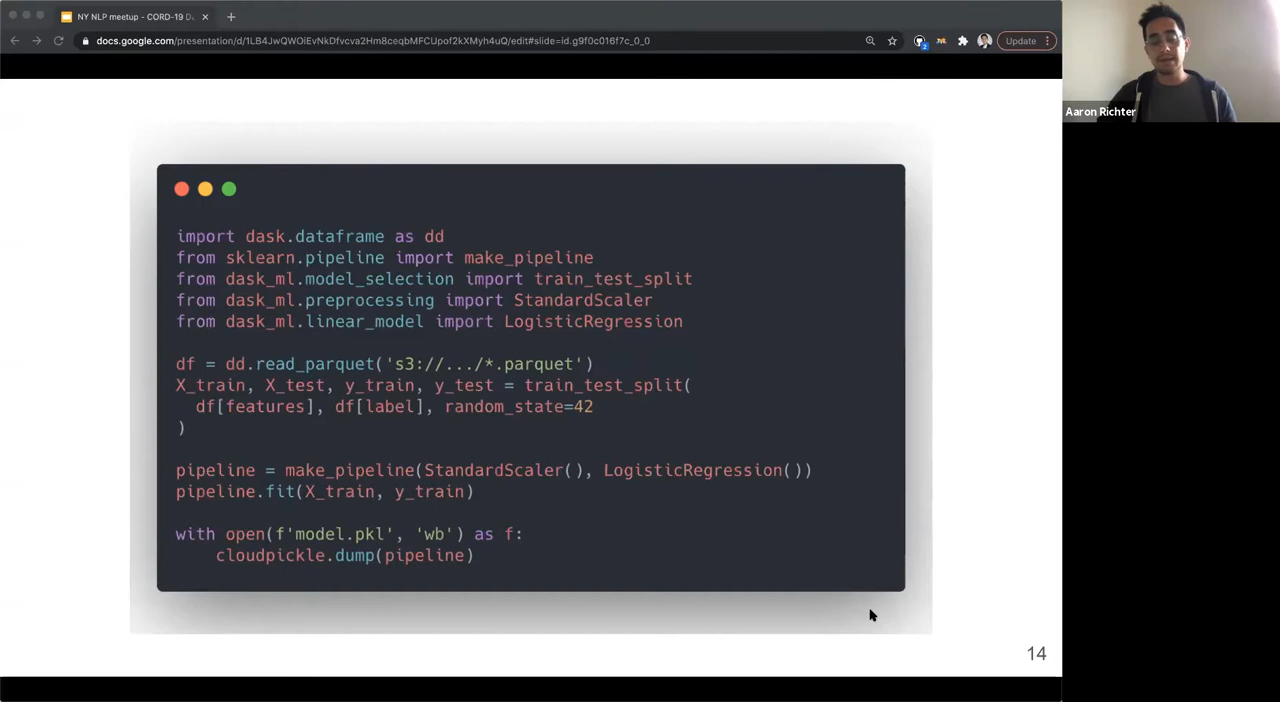 NY NLP meetup - CORD-19 D
docs.google.com/presentation/d/1LB4JwQWOiEvNkDfvcva2Hm8ceqbMFCUpof2kXMyh4uQ/edit#slide=id.g9f0c016f7c_0_0
2
Update
Aaron Richter
import dask.dataframe as dd
from sklearn.pipeline import make_pipeline
from dask_ml.model_selection import train_test_split
from dask_ml.preprocessing import StandardScaler
from dask_ml.linear_model import LogisticRegression
df = dd.read_parquet('s3://.../*.parquet')
X_train, X_test, y_train, y_test = train_test_split(
  df[features], df[label], random_state=42
)
pipeline = make_pipeline(StandardScaler(), LogisticRegression())
pipeline.fit(X_train, y_train)
with open(f'model.pkl', 'wb') as f:
    cloudpickle.dump(pipeline)
14